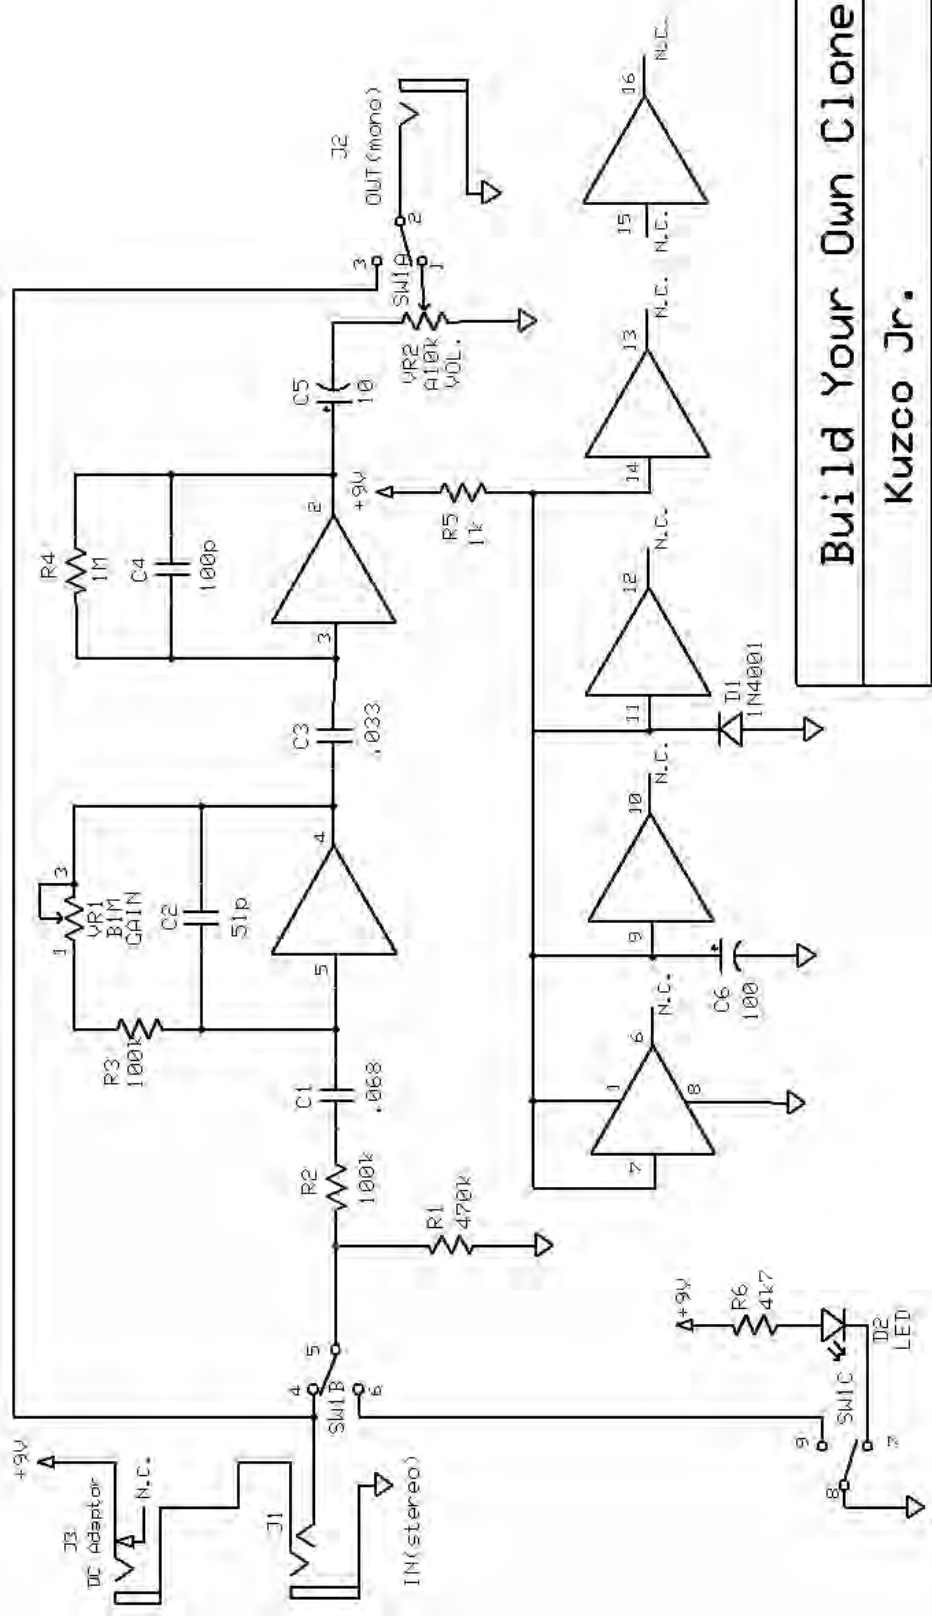 +9V
J3
DC Adaptor
N.C.
J1
IN(stereo)
4
5
6
SW1B
R1
470k
R2
100k
C1
.068
R3
100k
1
3
VR1
B1M
GAIN
C2
51p
5
4
C3
.033
R4
1M
C4
100p
3
2
C5
10
VR2
A10k
VOL.
3
SW1A
1
2
J2
OUT(mono)
+9V
R5
1k
7
1
8
6
N.C.
9
10
N.C.
C6
100
11
12
N.C.
D1
1N4001
14
13
N.C.
15
N.C.
16
N.C.
+9V
R6
4k7
D2
LED
SW1C
9
8
7
Build Your Own Clone
Kuzco Jr.